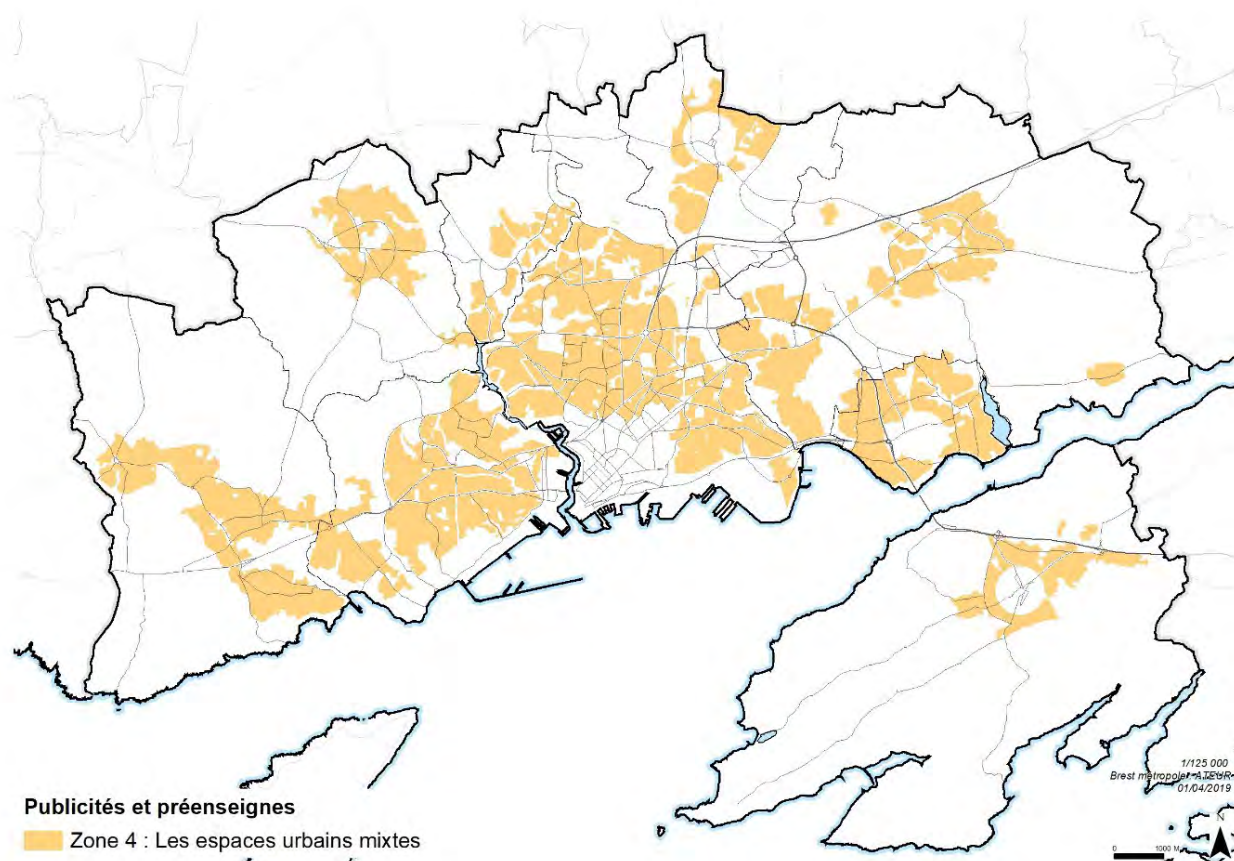 1/125 000
Brest métropole, ATEUR
01/04/2019
Publicités et préenseignes
Zone 4 : Les espaces urbains mixtes
N
0 1000 M